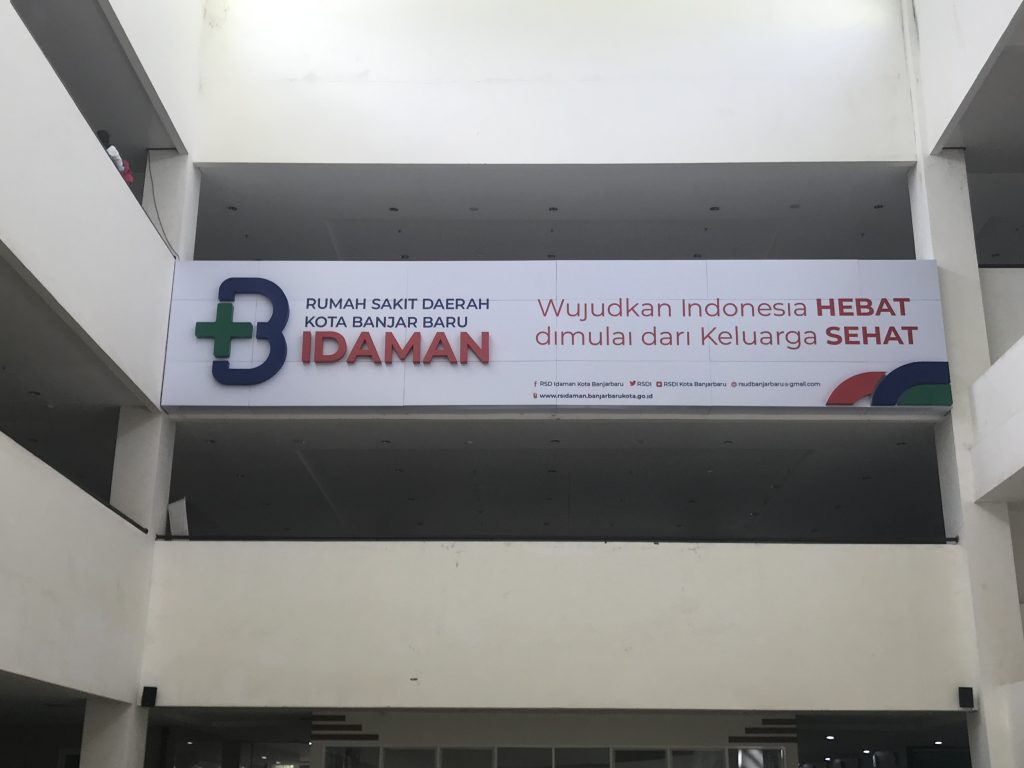 RUMAH SAKIT DAERAH
KOTA BANJAR BARU
IDAMAN
Wujudkan Indonesia HEBAT
dimulai dari Keluarga SEHAT
RSD Idaman Kota Banjarbaru RSDI RSDI Kota Banjarbaru rsudbanjarbaru@gmail.com
www.rsidaman.banjarbarukota.go.id